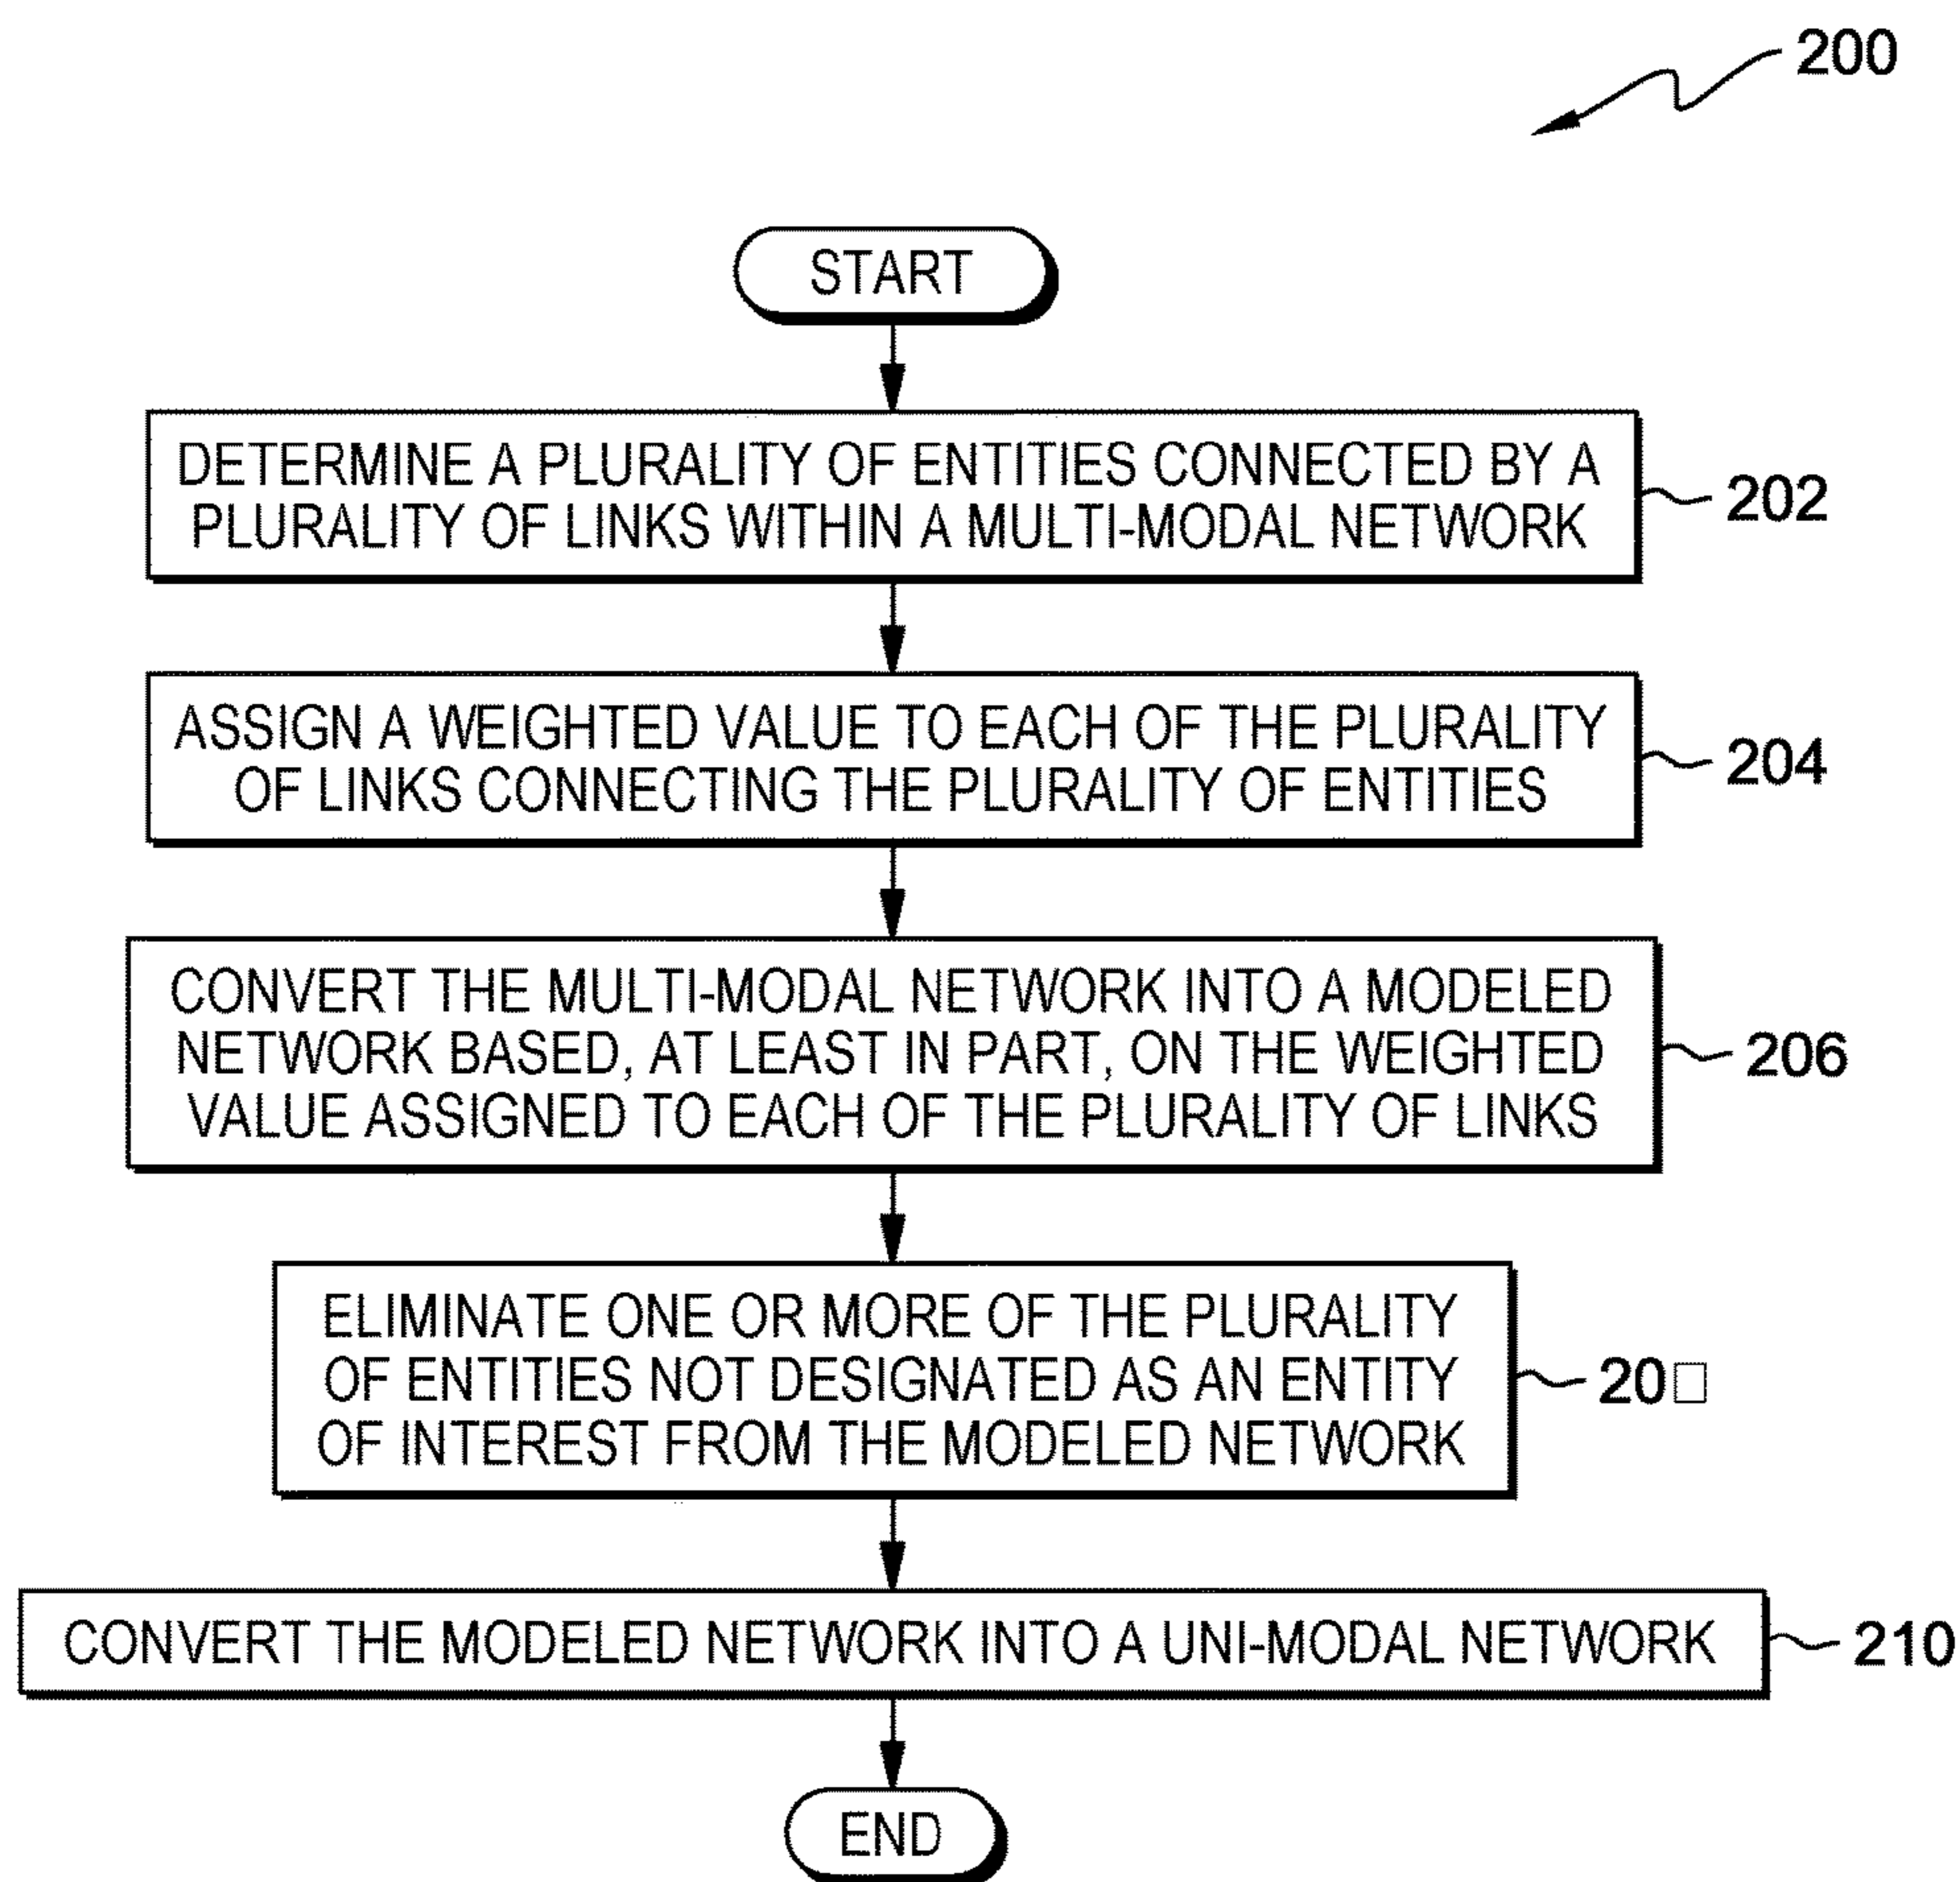 200
START
DETERMINE A PLURALITY OF ENTITIES CONNECTED BY A
PLURALITY OF LINKS WITHIN A MULTI-MODAL NETWORK
202
ASSIGN A WEIGHTED VALUE TO EACH OF THE PLURALITY
OF LINKS CONNECTING THE PLURALITY OF ENTITIES
204
CONVERT THE MULTI-MODAL NETWORK INTO A MODELED
NETWORK BASED, AT LEAST IN PART, ON THE WEIGHTED
VALUE ASSIGNED TO EACH OF THE PLURALITY OF LINKS
206
ELIMINATE ONE OR MORE OF THE PLURALITY
OF ENTITIES NOT DESIGNATED AS AN ENTITY
OF INTEREST FROM THE MODELED NETWORK
20□
CONVERT THE MODELED NETWORK INTO A UNI-MODAL NETWORK
210
END